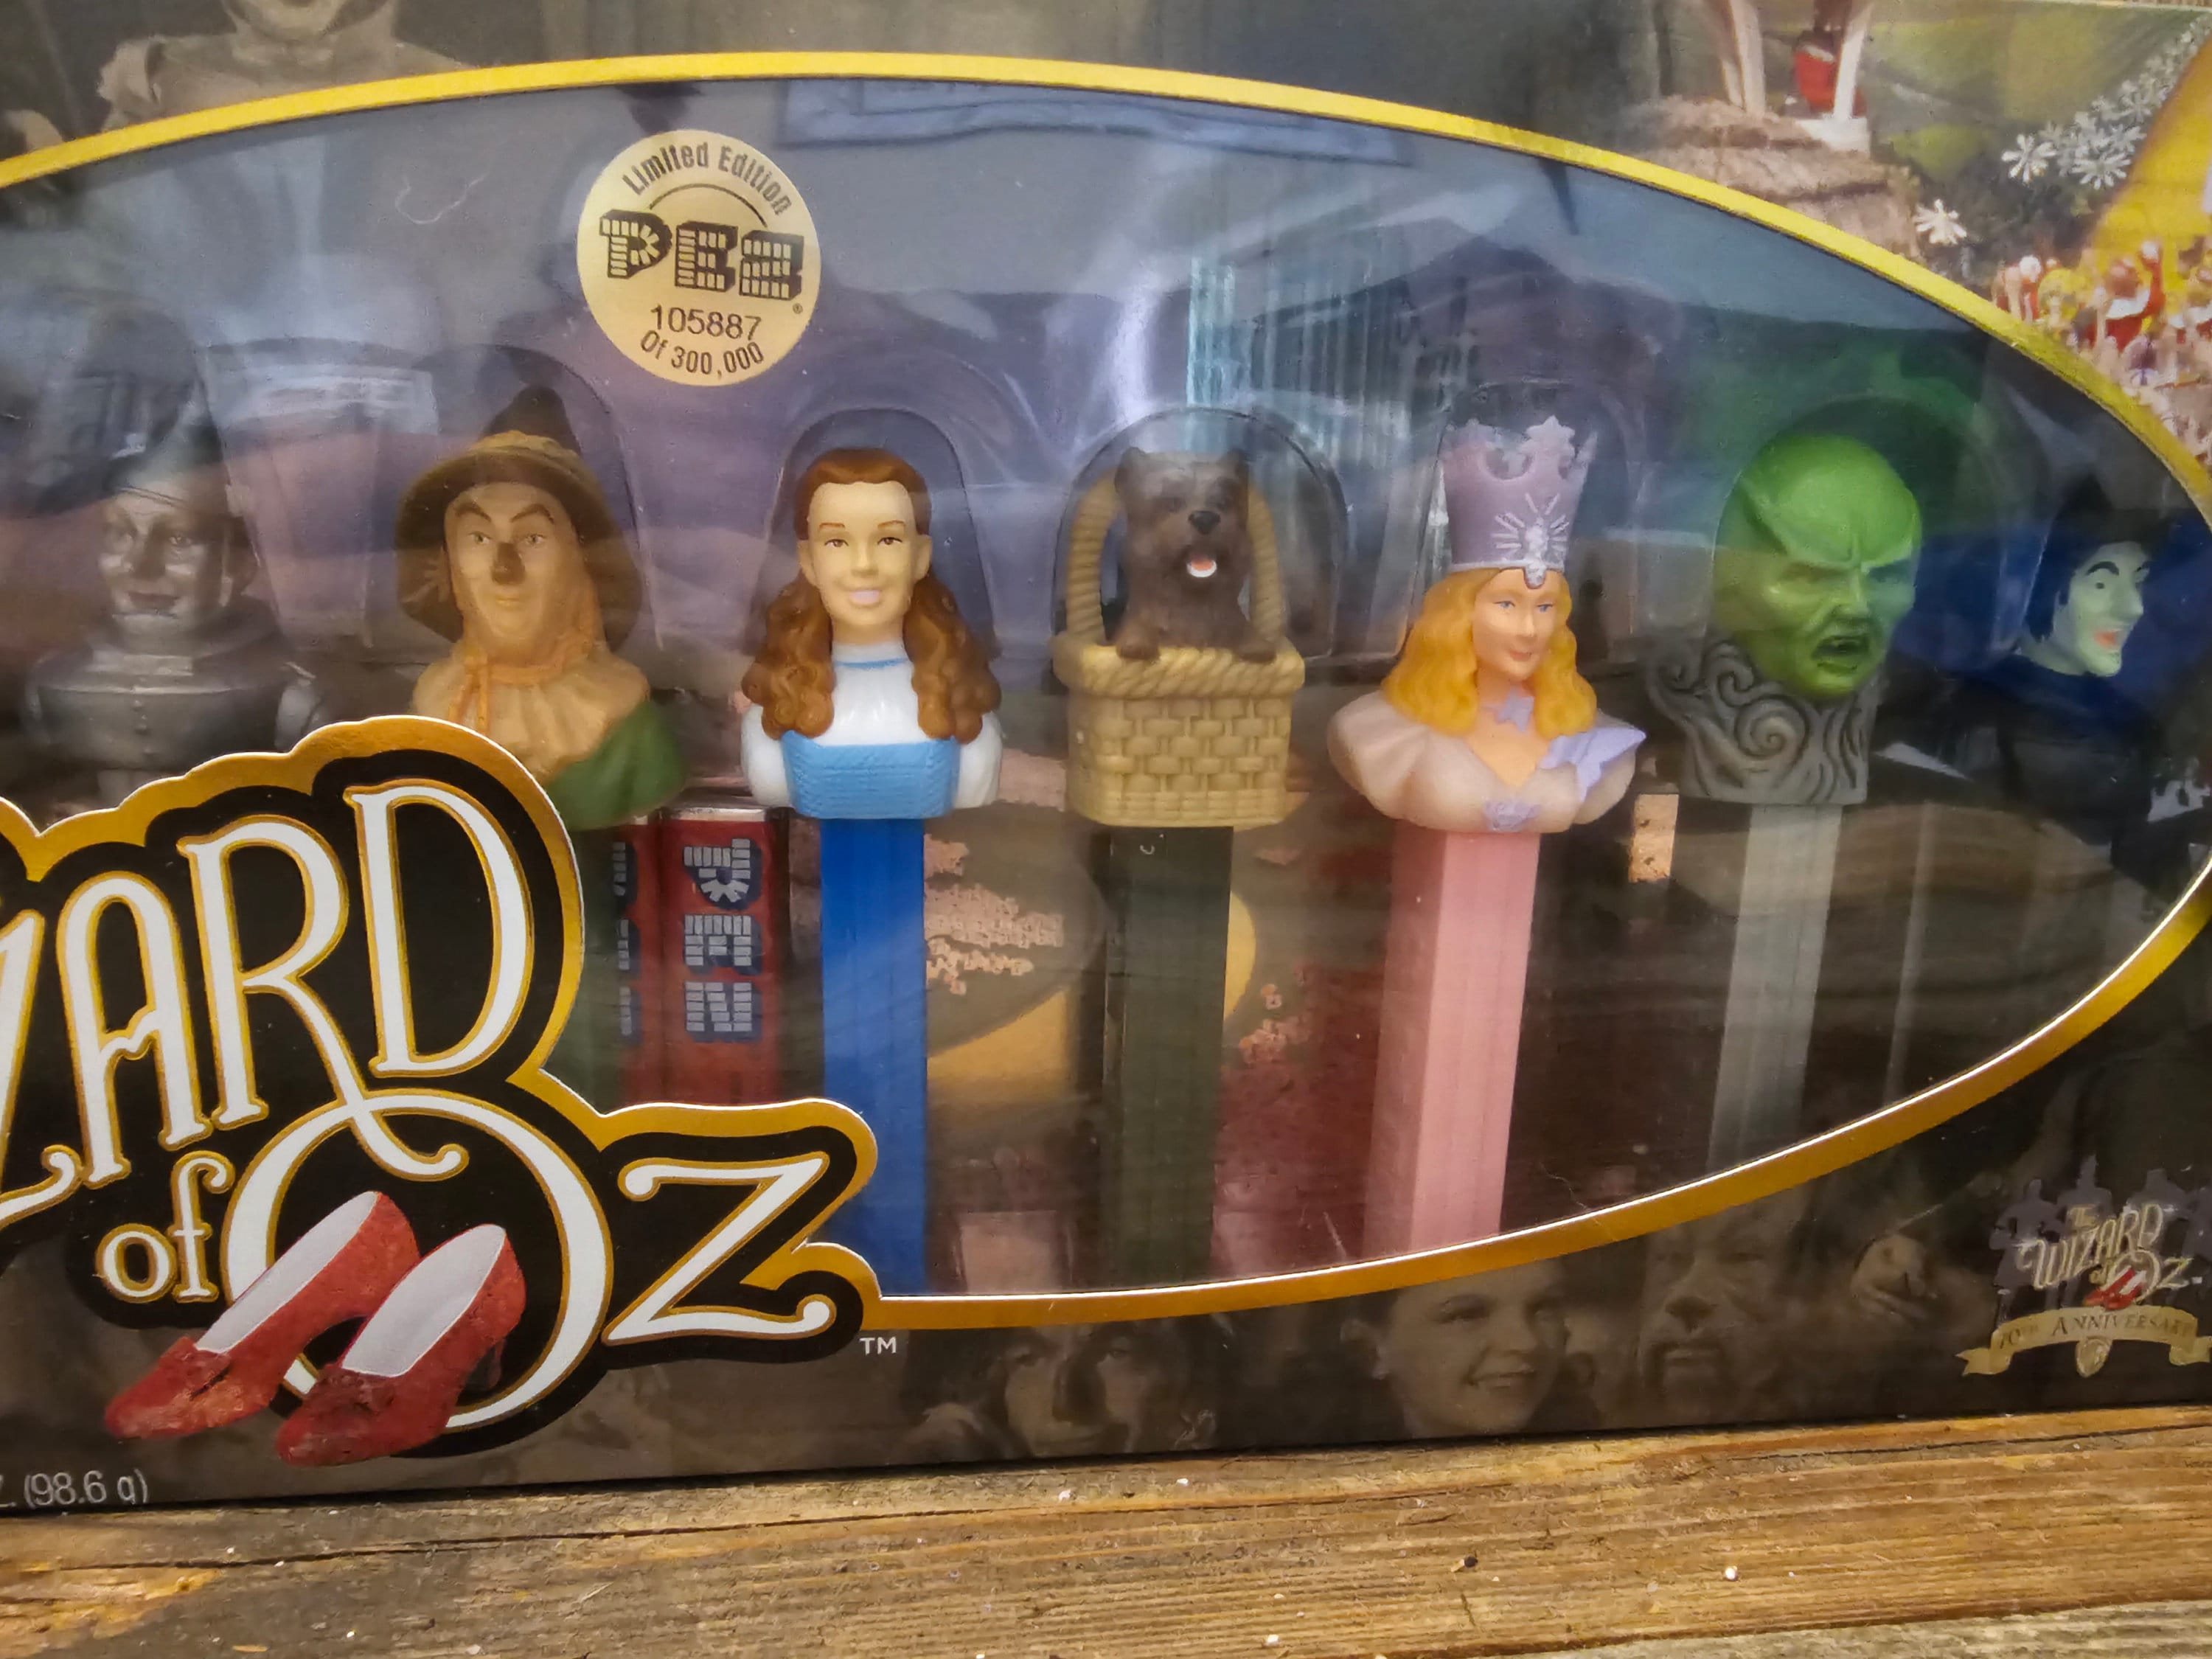 Limited Edition
PEZ®
105887
Of 300,000
PEZ
ZARD
of OZ
TM
The
WIZARD
of OZ
70TH ANNIVERSARY
Z. (98.6 g)